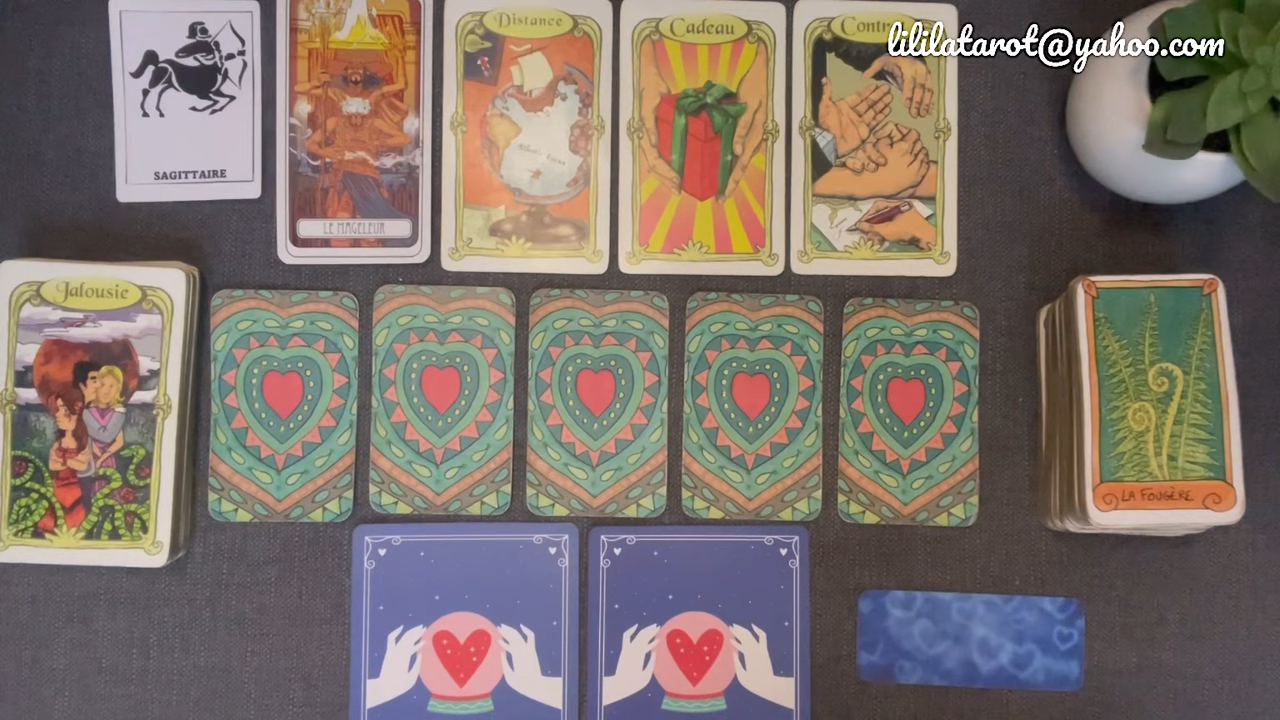 lililatarot@yahoo.com
Distance
Cadeau
SAGITTAIRE
LE MAGELEUR
Jalousie
LA FOUGÈRE